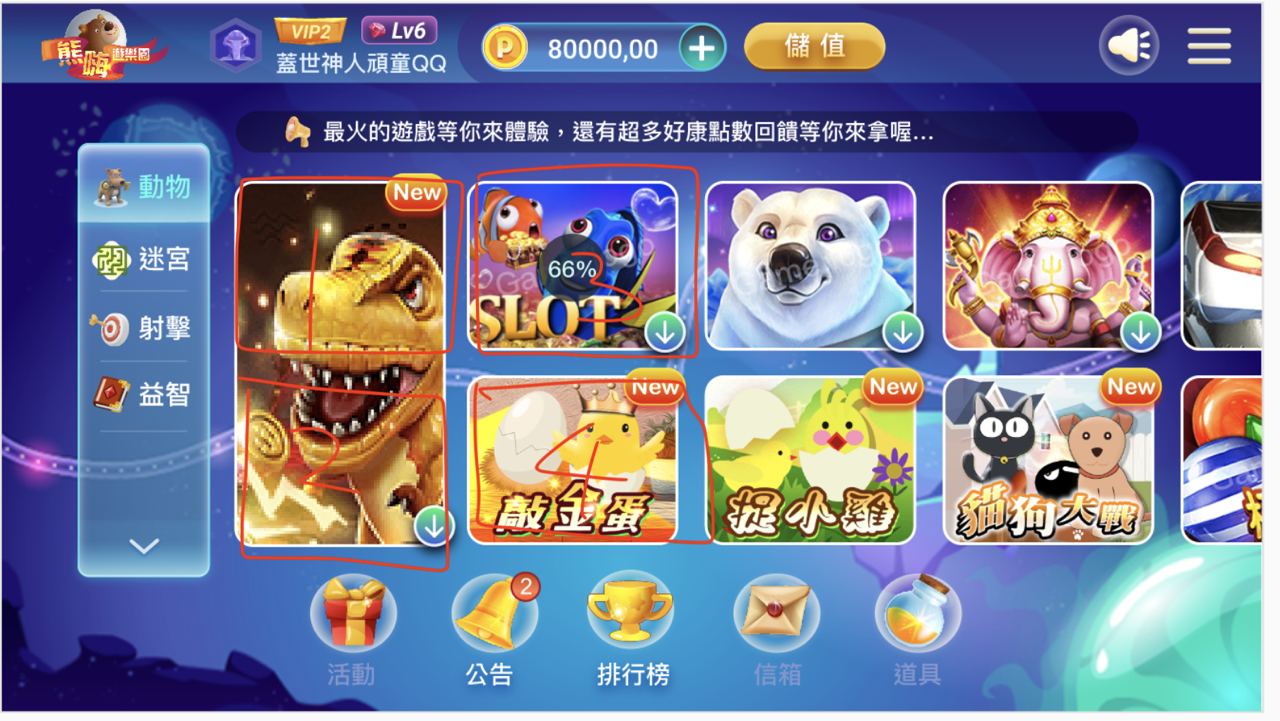 熊嗨遊樂園
VIP2
Lv6
蓋世神人頑童QQ
P
80000,00
+
儲值
最火的遊戲等你來體驗，還有超多好康點數回饋等你來拿喔...
動物
迷宮
射擊
益智
New
1
2
66%
3
SLOT
New
4
敲金蛋
New
捉小雞
New
貓狗大戰
活動
2
公告
排行榜
信箱
道具